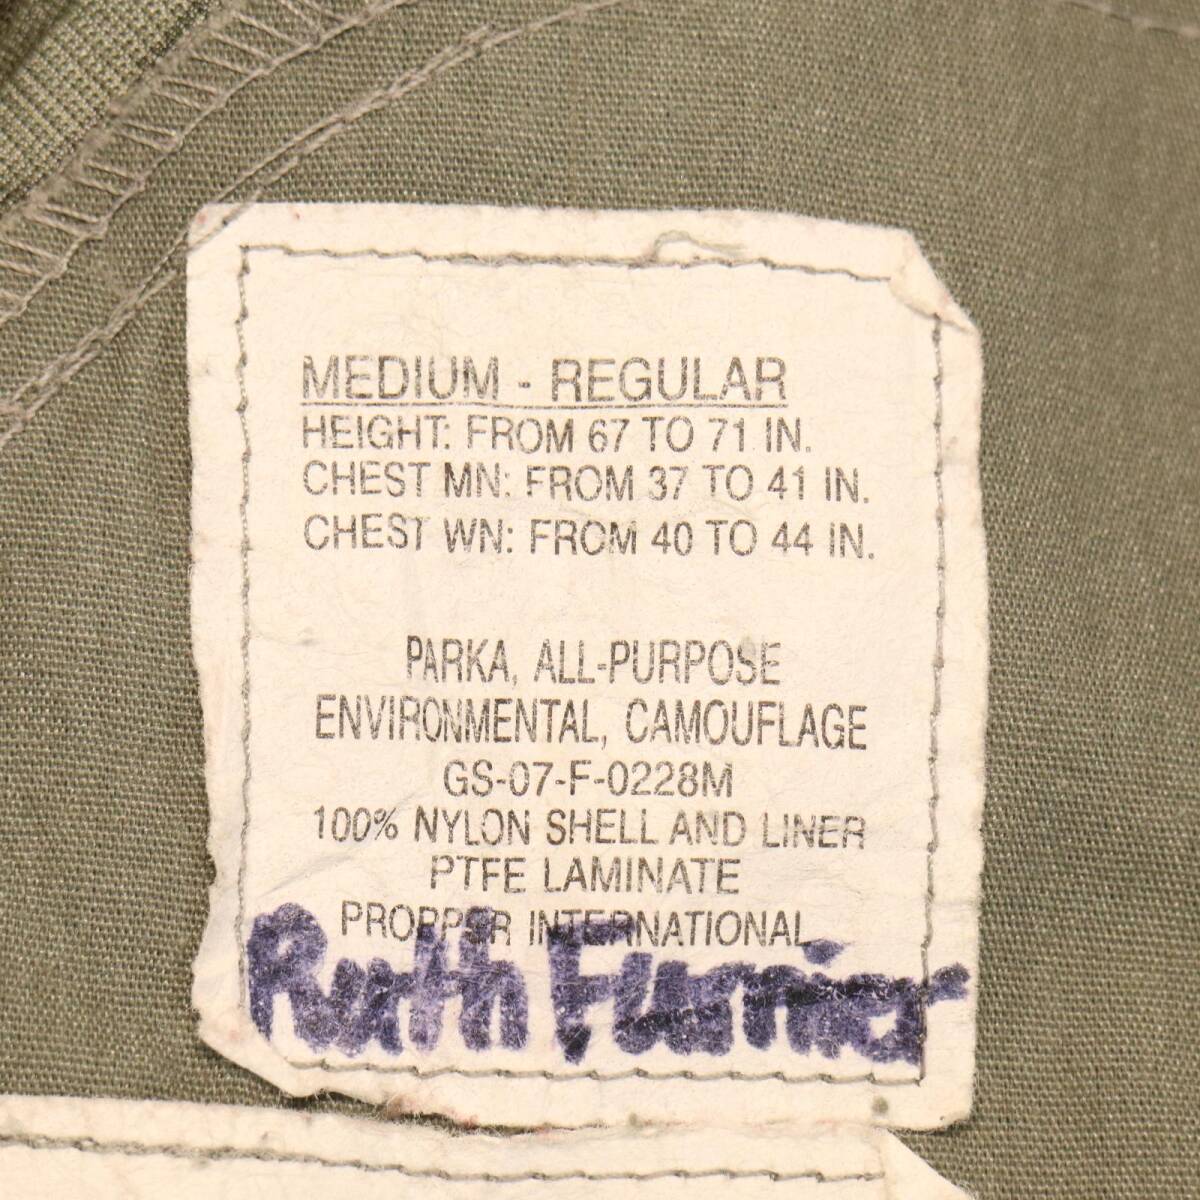 MEDIUM - REGULAR
HEIGHT: FROM 67 TO 71 IN.
CHEST MN: FROM 37 TO 41 IN.
CHEST WN: FROM 40 TO 44 IN.
PARKA, ALL-PURPOSE
ENVIRONMENTAL, CAMOUFLAGE
GS-07-F-0228M
100% NYLON SHELL AND LINER
PTFE LAMINATE
PROPPER INTERNATIONAL
Ruth Furnier